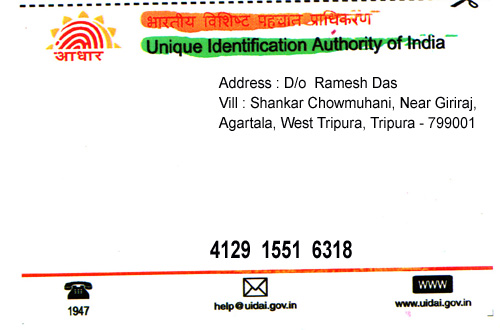 भारतीय विशिष्ट पहचान प्राधिकरण
आधार
Unique Identification Authority of India
Address : D/o Ramesh Das
Vill : Shankar Chowmuhani, Near Giriraj,
Agartala, West Tripura, Tripura - 799001
4129 1551 6318
1947
help@uidai.gov.in
WWW
www.uidai.gov.in